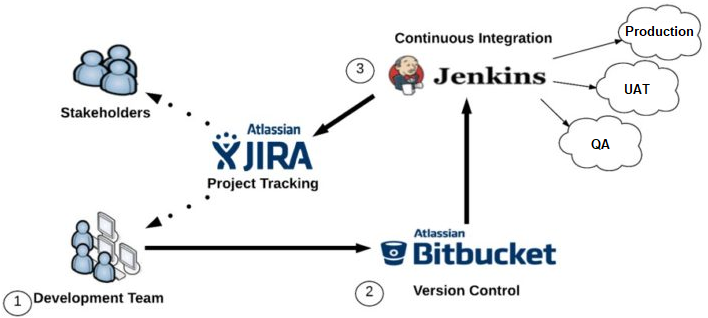 Production
Continuous Integration
3
Jenkins
UAT
Stakeholders
Atlassian
JIRA
QA
Project Tracking
Atlassian
Bitbucket
1
Development Team
2
Version Control